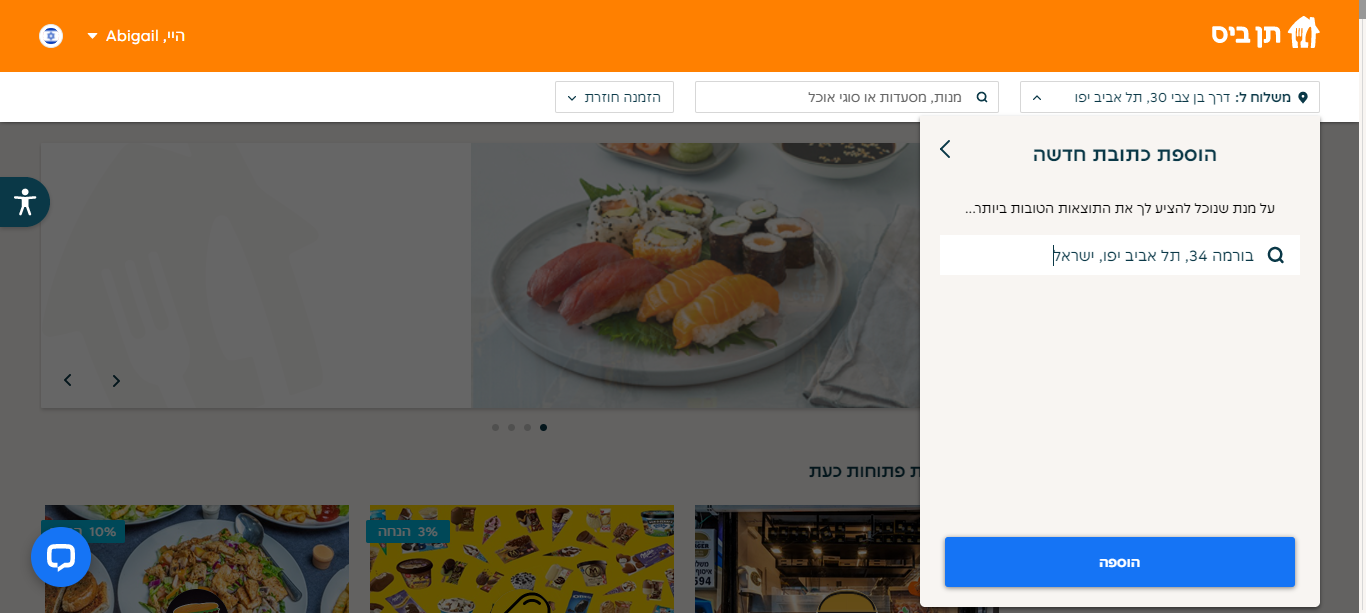 תן ביס
היי, Abigail
משלוח ל: דרך בן צבי 30, תל אביב יפו
מנות, מסעדות או סוגי אוכל
הזמנה חוזרת
הוספת כתובת חדשה
על מנת שנוכל להציע לך את התוצאות הטובות ביותר...
בורמה 34, תל אביב יפו, ישראל
הוספה
פתוחות כעת
3% הנחה
10%